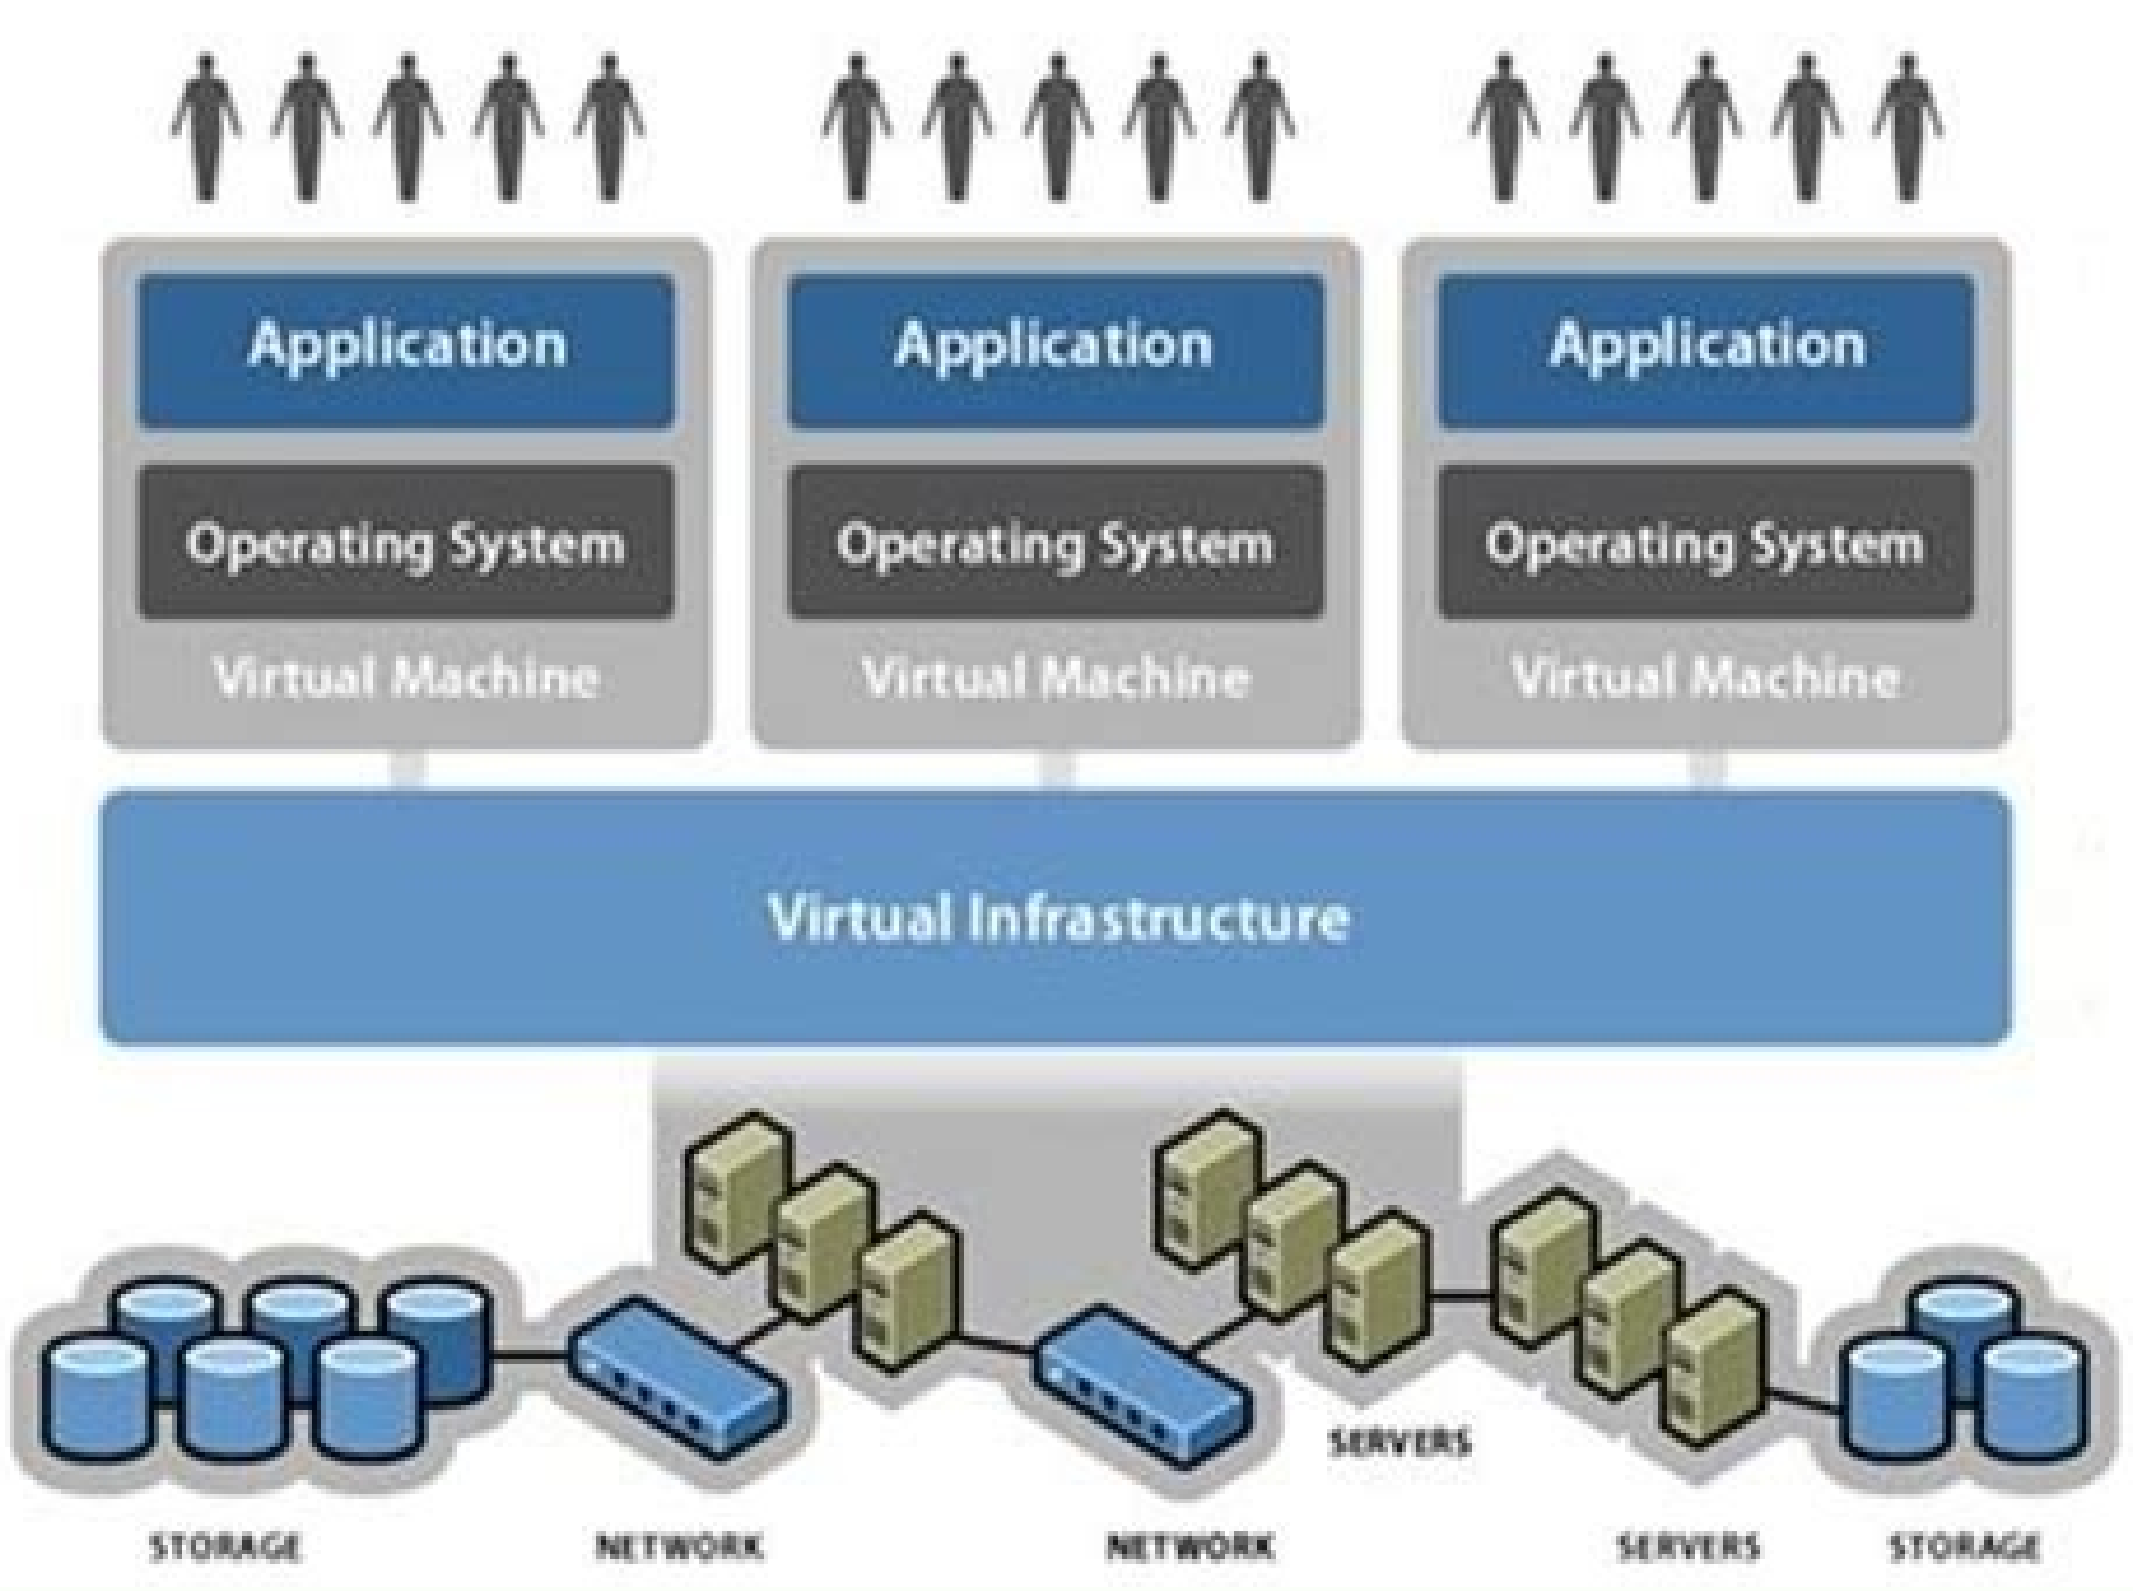 Application
Application
Application
Operating System
Operating System
Operating System
Virtual Machine
Virtual Machine
Virtual Machine
Virtual Infrastructure
SERVERS
STORAGE
NETWORK
NETWORK
SERVERS
STORAGE